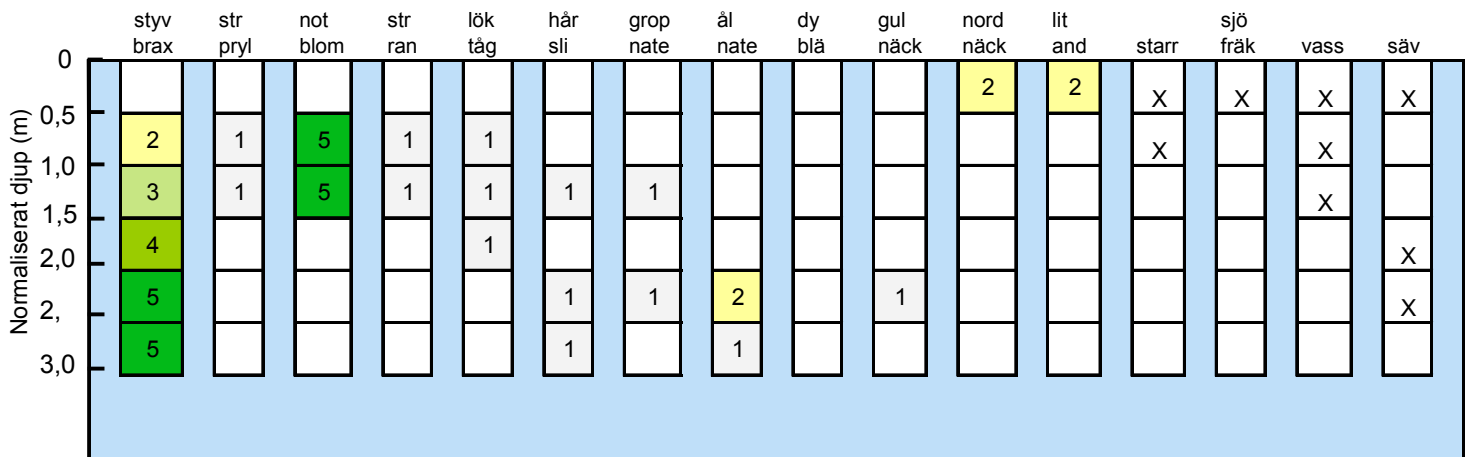 styv str not str lök hår grop ål dy gul nord lit sjö
brax pryl blom ran tåg sli nate nate blå näck näck and starr fräk vass säv
Normaliserat djup (m)
0
2 2 X X X X
0,5
2 1 5 1 1 X X
1,0
3 1 5 1 1 1 1 X
1,5
4 1 X
2,0
5 1 1 2 1 X
2,
5 1 1
3,0